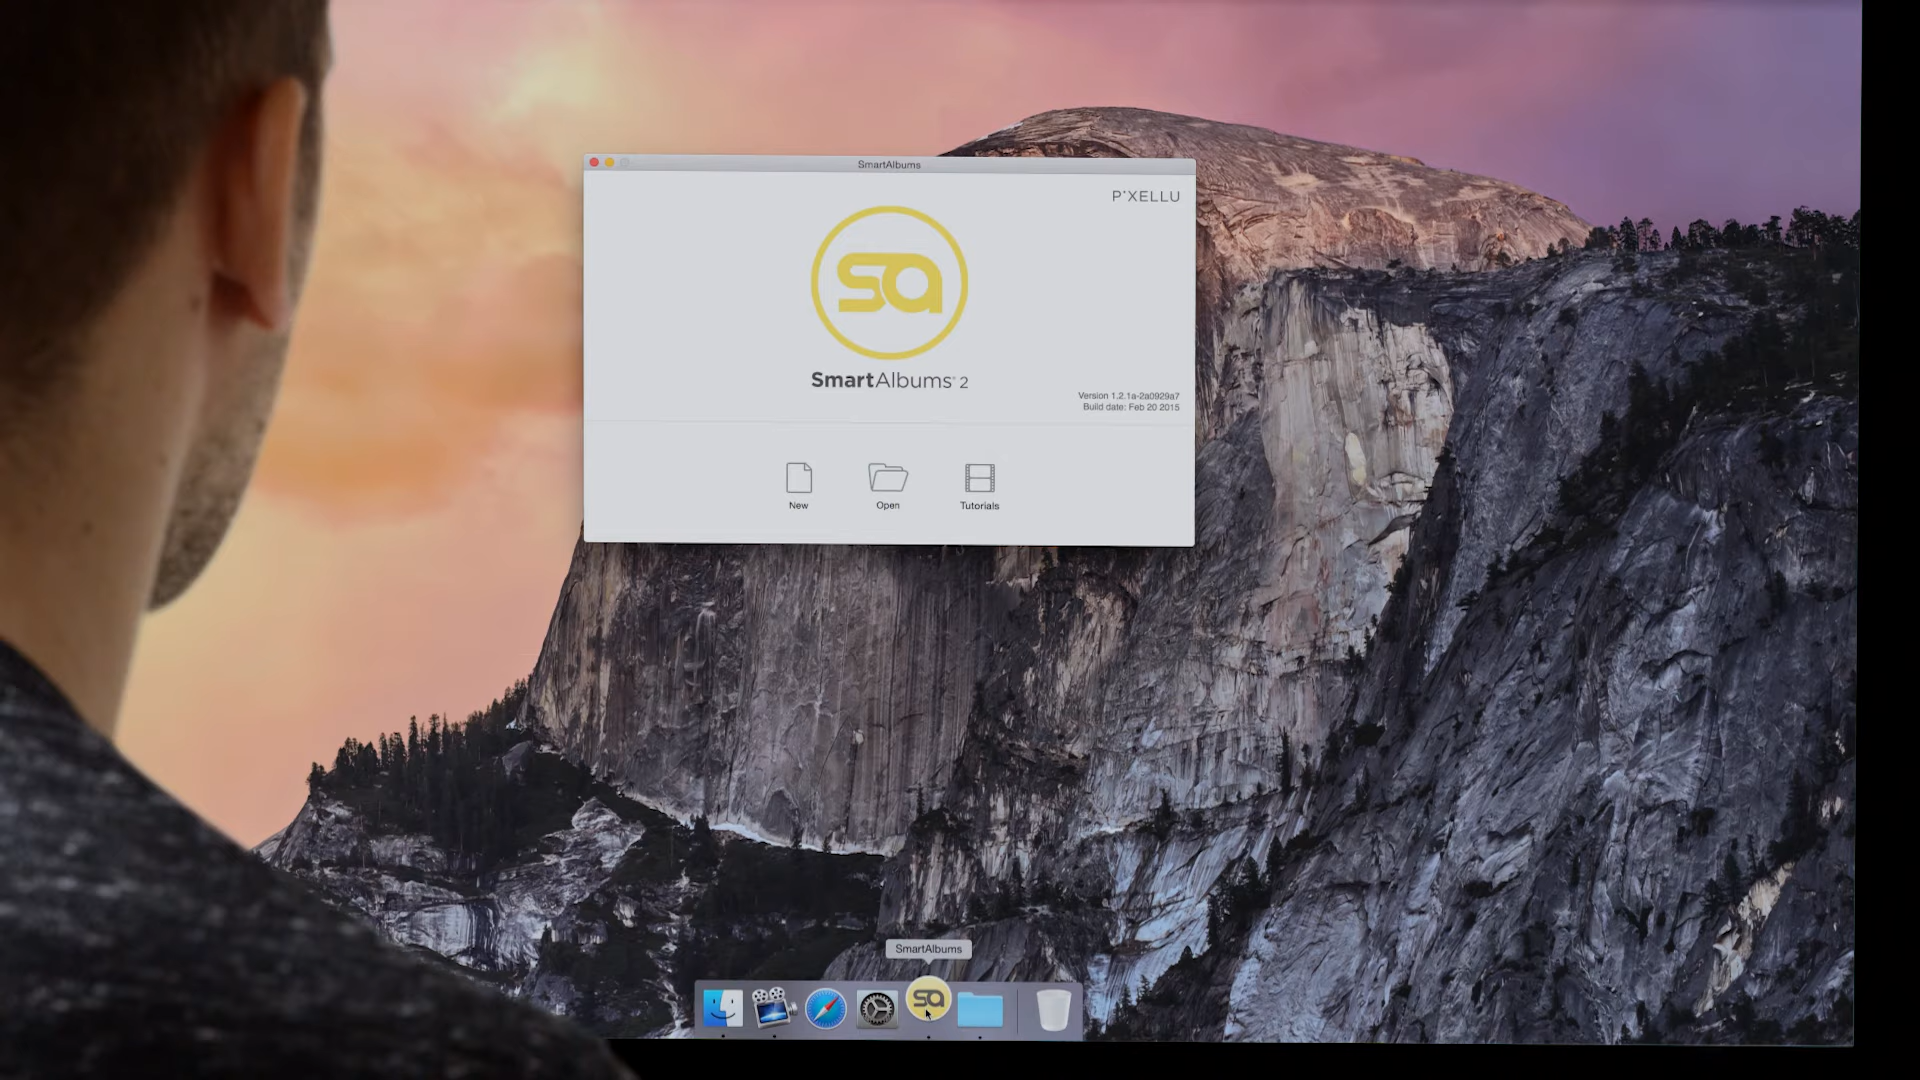 SmartAlbums
P'XELLU
sa
SmartAlbums® 2
Version 1.2.1a-2a0929a7
Build date: Feb 20 2015
New
Open
Tutorials
SmartAlbums
sa